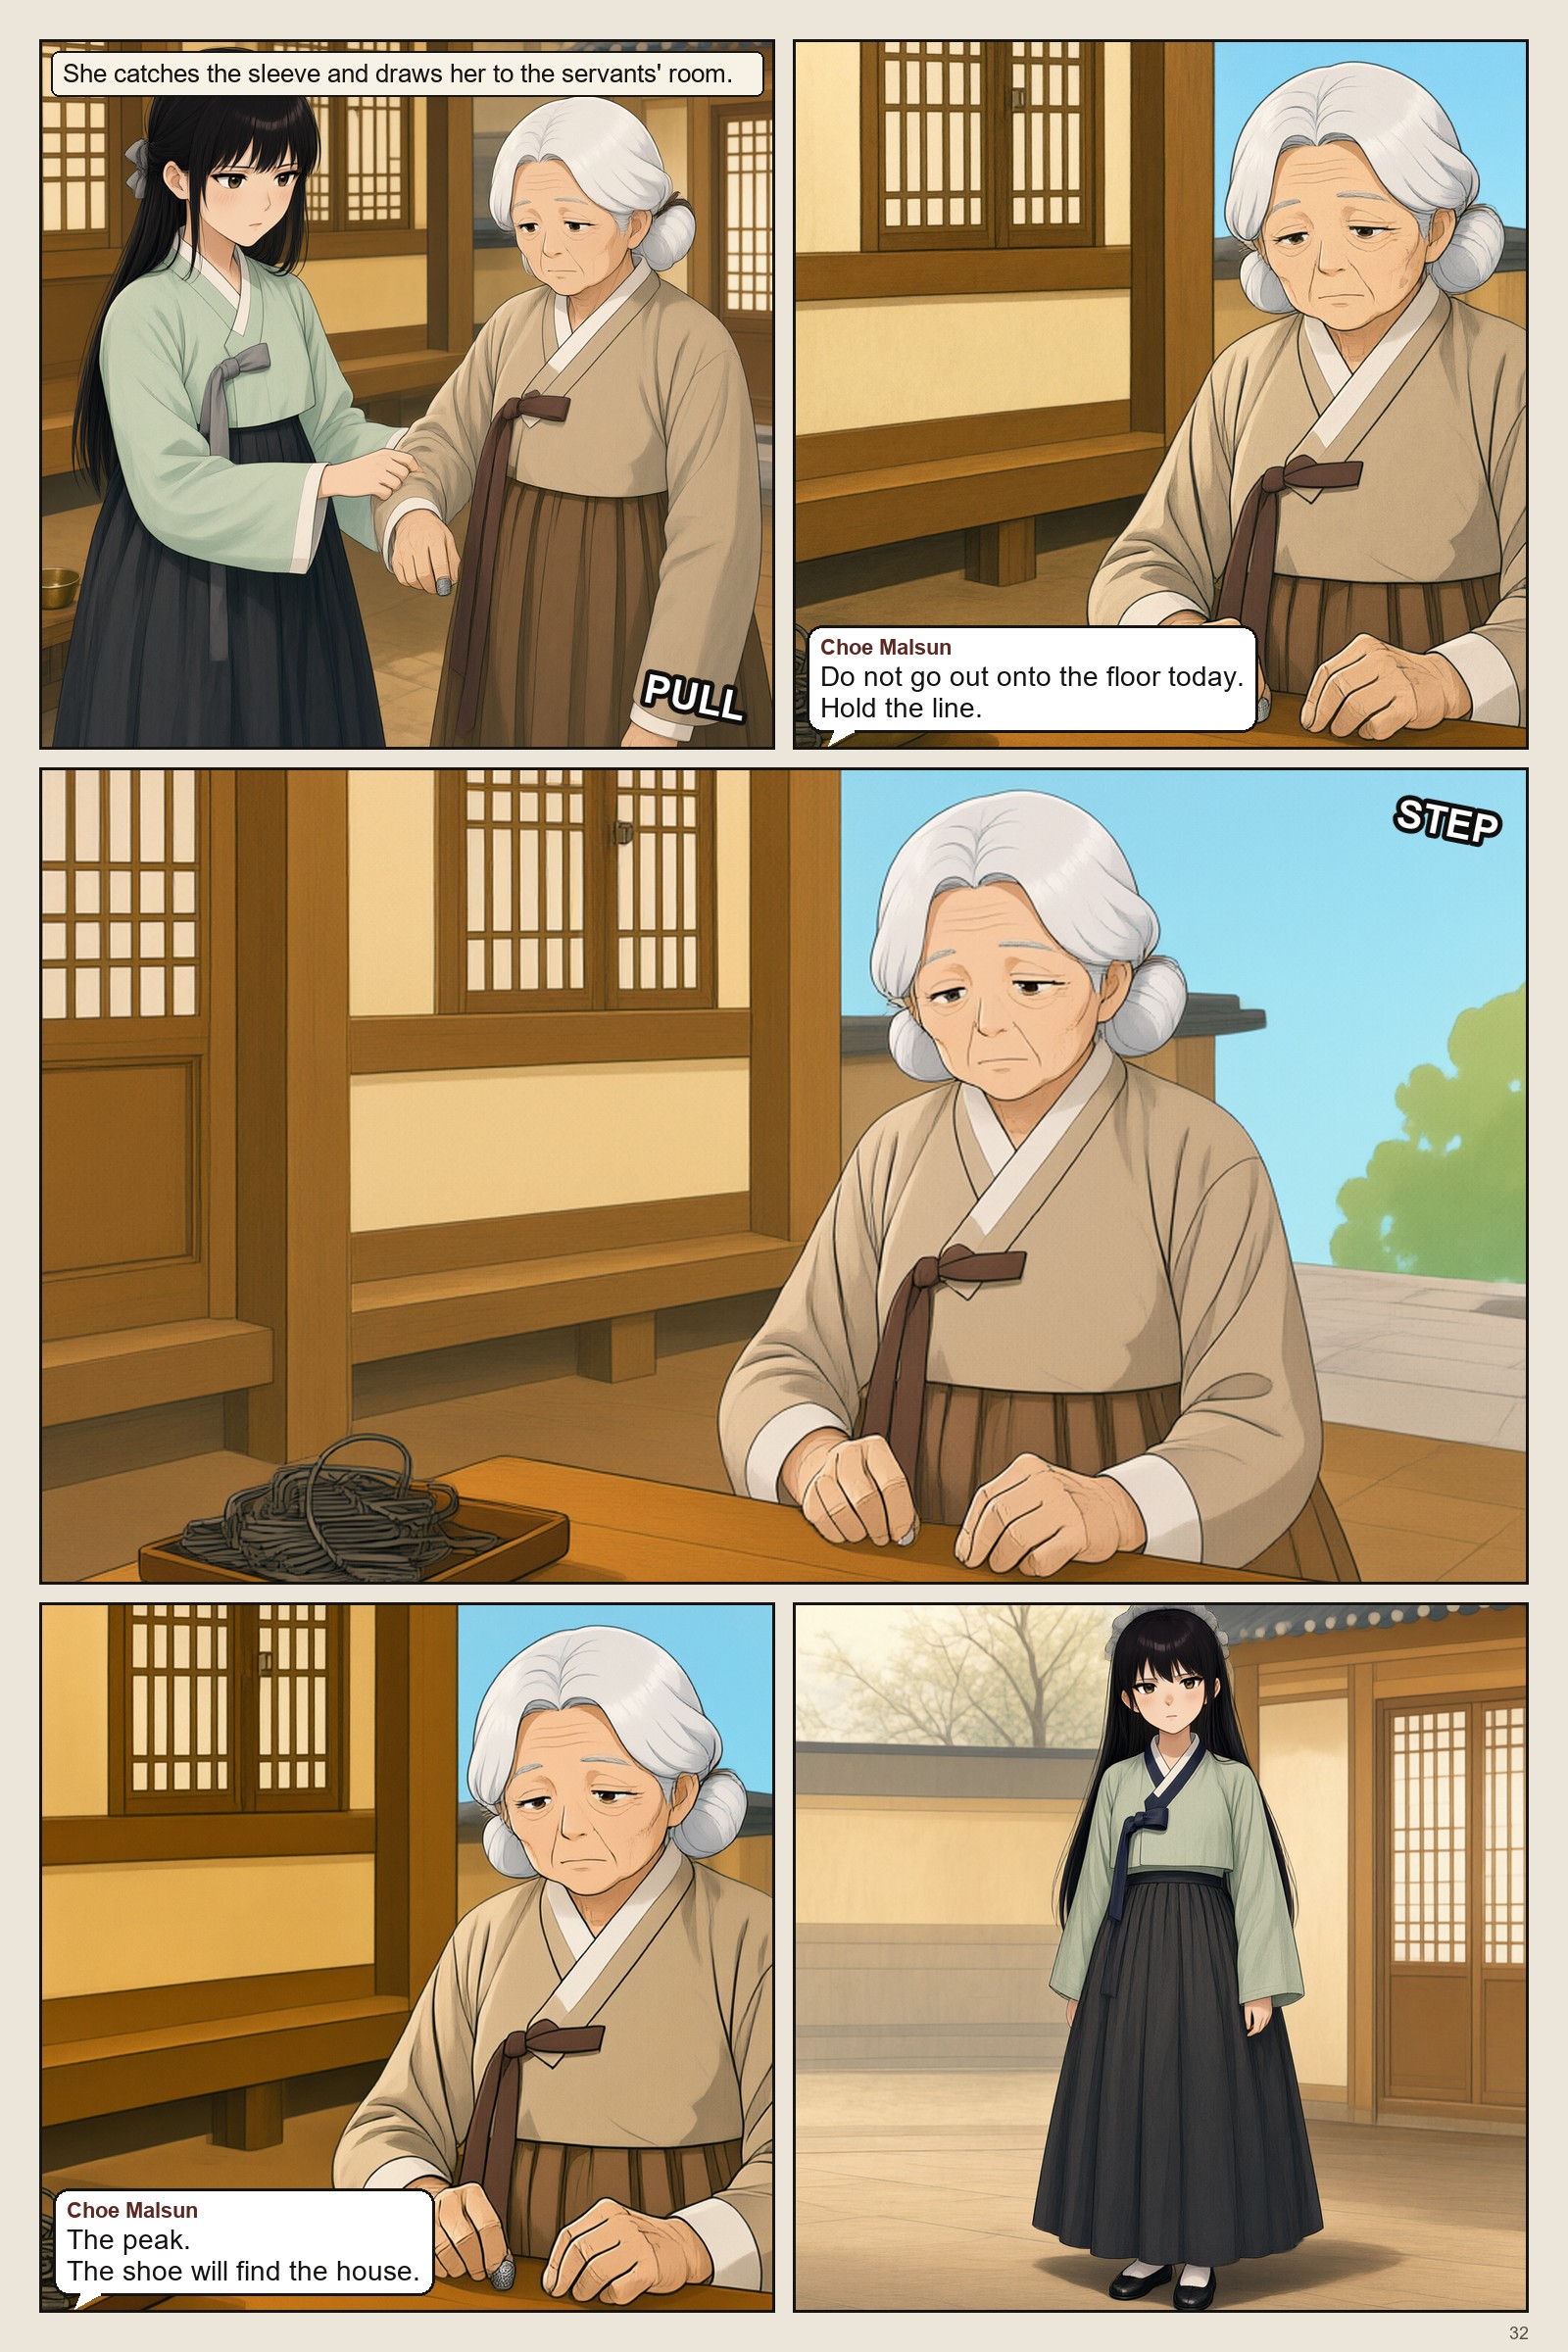 She catches the sleeve and draws her to the servants' room.
PULL
Choe Malsun
Do not go out onto the floor today.
Hold the line.
STEP
Choe Malsun
The peak.
The shoe will find the house.
32